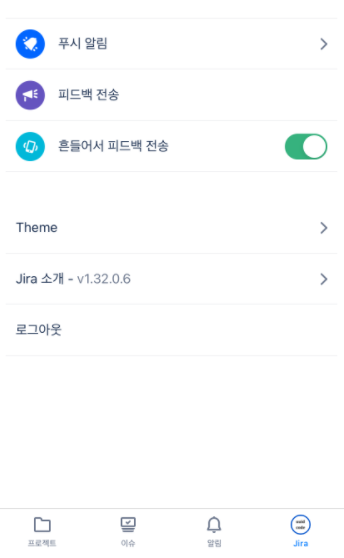 푸시 알림
피드백 전송
흔들어서 피드백 전송
Theme
Jira 소개 - v1.32.0.6
로그아웃
프로젝트
이슈
알림
Jira